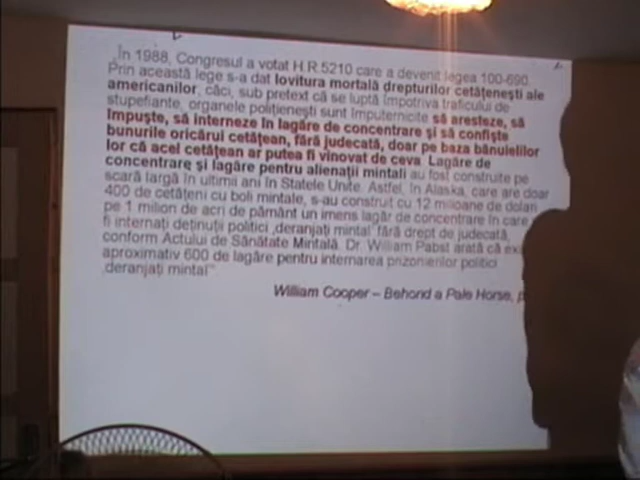 În 1988, Congresul a votat H.R.5210 care a devenit legea 100-690.
Prin această lege s-a dat lovitura mortală drepturilor cetăţeneşti ale
americanilor, căci, sub pretext că se luptă împotriva traficului de
stupefiante, organele poliţieneşti sunt împuternicite să aresteze, să
împuşte, să interneze în lagăre de concentrare şi să confişte
bunurile oricărui cetăţean, fără judecată, doar pe baza bănuielilor
lor că acel cetăţean ar putea fi vinovat de ceva. Lagăre de
concentrare şi lagăre pentru alienaţii mintali au fost construite pe
scară largă în ultimii ani în Statele Unite. Astfel, în Alaska, care are doar
400 de cetăţeni cu boli mintale, s-au construit cu 12 milioane de dolari
pe 1 milion de acri de pământ un imens lagăr de concentrare în care
fi internaţi deţinuţii politici „deranjaţi mintal" fără drept de judecată,
conform Actului de Sănătate Mintală. Dr. William Pabst arată că
aproximativ 600 de lagăre pentru internarea prizonierilor politici
„deranjaţi mintal"
William Cooper – Behond a Pale Horse,